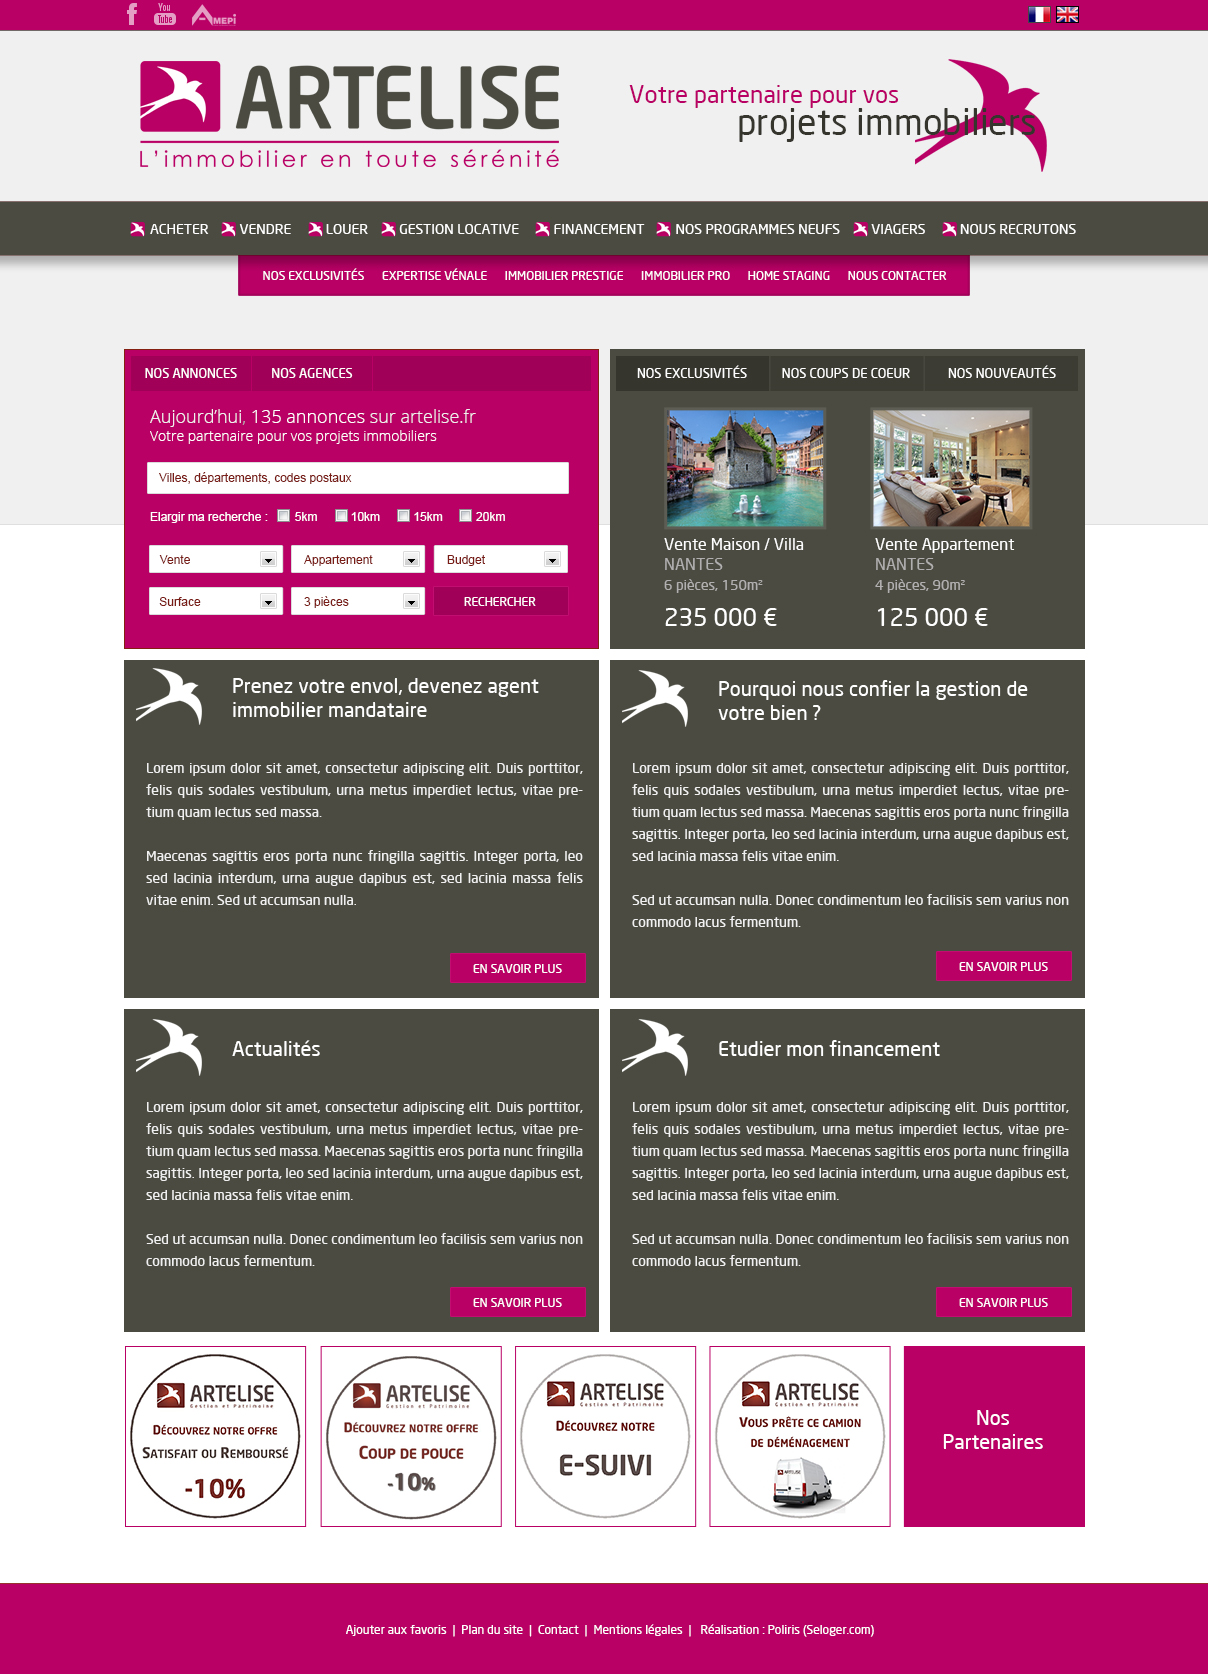 f You Tube AMEPI
ARTELISE
L'immobilier en toute sérénité
Votre partenaire pour vos
projets immobiliers
ACHETER VENDRE LOUER GESTION LOCATIVE FINANCEMENT NOS PROGRAMMES NEUFS VIAGERS NOUS RECRUTONS
NOS EXCLUSIVITÉS EXPERTISE VÉNALE IMMOBILIER PRESTIGE IMMOBILIER PRO HOME STAGING NOUS CONTACTER
NOS ANNONCES NOS AGENCES
Aujourd'hui, 135 annonces sur artelise.fr
Votre partenaire pour vos projets immobiliers
Villes, départements, codes postaux
Elargir ma recherche : 5km 10km 15km 20km
Vente Appartement Budget
Surface 3 pièces RECHERCHER
NOS EXCLUSIVITÉS NOS COUPS DE COEUR NOS NOUVEAUTÉS
Vente Maison / Villa
NANTES
6 pièces, 150m²
235 000 €
Vente Appartement
NANTES
4 pièces, 90m²
125 000 €
Prenez votre envol, devenez agent
immobilier mandataire
Lorem ipsum dolor sit amet, consectetur adipiscing elit. Duis porttitor,
felis quis sodales vestibulum, urna metus imperdiet lectus, vitae pre-
tium quam lectus sed massa.
Maecenas sagittis eros porta nunc fringilla sagittis. Integer porta, leo
sed lacinia interdum, urna augue dapibus est, sed lacinia massa felis
vitae enim. Sed ut accumsan nulla.
EN SAVOIR PLUS
Pourquoi nous confier la gestion de
votre bien ?
Lorem ipsum dolor sit amet, consectetur adipiscing elit. Duis porttitor,
felis quis sodales vestibulum, urna metus imperdiet lectus, vitae pre-
tium quam lectus sed massa. Maecenas sagittis eros porta nunc fringilla
sagittis. Integer porta, leo sed lacinia interdum, urna augue dapibus est,
sed lacinia massa felis vitae enim.
Sed ut accumsan nulla. Donec condimentum leo facilisis sem varius non
commodo lacus fermentum.
EN SAVOIR PLUS
Actualités
Lorem ipsum dolor sit amet, consectetur adipiscing elit. Duis porttitor,
felis quis sodales vestibulum, urna metus imperdiet lectus, vitae pre-
tium quam lectus sed massa. Maecenas sagittis eros porta nunc fringilla
sagittis. Integer porta, leo sed lacinia interdum, urna augue dapibus est,
sed lacinia massa felis vitae enim.
Sed ut accumsan nulla. Donec condimentum leo facilisis sem varius non
commodo lacus fermentum.
EN SAVOIR PLUS
Etudier mon financement
Lorem ipsum dolor sit amet, consectetur adipiscing elit. Duis porttitor,
felis quis sodales vestibulum, urna metus imperdiet lectus, vitae pre-
tium quam lectus sed massa. Maecenas sagittis eros porta nunc fringilla
sagittis. Integer porta, leo sed lacinia interdum, urna augue dapibus est,
sed lacinia massa felis vitae enim.
Sed ut accumsan nulla. Donec condimentum leo facilisis sem varius non
commodo lacus fermentum.
EN SAVOIR PLUS
ARTELISE
Gestion et Patrimoine
DÉCOUVREZ NOTRE OFFRE
SATISFAIT OU REMBOURSÉ
-10%
ARTELISE
Gestion et Patrimoine
DÉCOUVREZ NOTRE OFFRE
COUP DE POUCE
-10%
ARTELISE
Gestion et Patrimoine
DÉCOUVREZ NOTRE
E-SUIVI
ARTELISE
Gestion et Patrimoine
VOUS PRÊTE CE CAMION
DE DÉMÉNAGEMENT
ARTELISE
Nos
Partenaires
Ajouter aux favoris | Plan du site | Contact | Mentions légales | Réalisation : Poliris (Seloger.com)